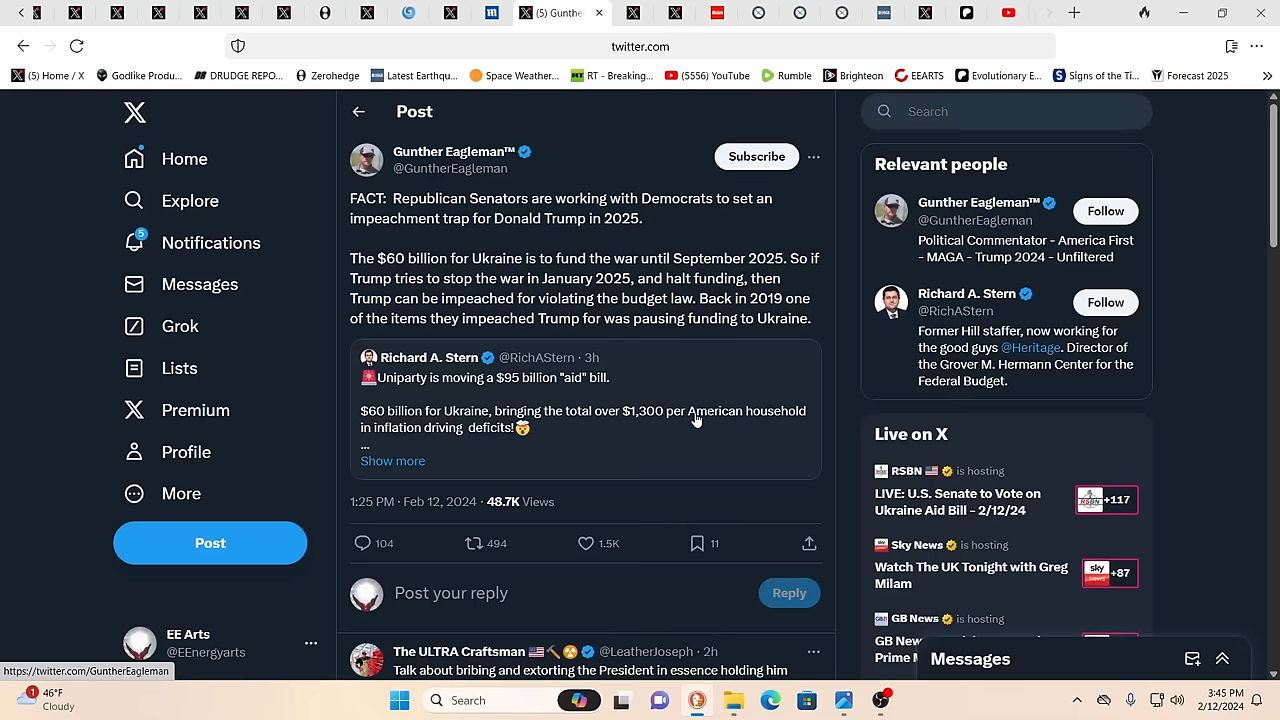 (5) Gunthe
twitter.com
(5) Home / X
Godlike Produ...
DRUDGE REPO...
Zerohedge
Latest Earthqu...
Space Weather...
RT - Breaking...
(5556) YouTube
Rumble
Brighteon
EEARTS
Evolutionary E...
Signs of the Ti...
Forecast 2025
Home
Explore
5
Notifications
Messages
Grok
Lists
Premium
Profile
More
Post
EE Arts
@EEnergyarts
https://twitter.com/GuntherEagleman
Post
Gunther Eagleman™
@GuntherEagleman
Subscribe
FACT: Republican Senators are working with Democrats to set an
impeachment trap for Donald Trump in 2025.
The $60 billion for Ukraine is to fund the war until September 2025. So if
Trump tries to stop the war in January 2025, and halt funding, then
Trump can be impeached for violating the budget law. Back in 2019 one
of the items they impeached Trump for was pausing funding to Ukraine.
Richard A. Stern @RichAStern · 3h
🚨Uniparty is moving a $95 billion "aid" bill.
$60 billion for Ukraine, bringing the total over $1,300 per American household
in inflation driving deficits!🤯
...
Show more
1:25 PM · Feb 12, 2024 · 48.7K Views
104 494 1.5K 11
Post your reply
Reply
The ULTRA Craftsman 🇺🇸🔨☢️ @LeatherJoseph · 2h
Talk about bribing and extorting the President in essence holding him
Search
Relevant people
Gunther Eagleman™
@GuntherEagleman
Follow
Political Commentator - America First
- MAGA - Trump 2024 - Unfiltered
Richard A. Stern
@RichAStern
Follow
Former Hill staffer, now working for
the good guys @Heritage. Director of
the Grover M. Hermann Center for the
Federal Budget.
Live on X
RSBN 🇺🇸 is hosting
LIVE: U.S. Senate to Vote on
Ukraine Aid Bill - 2/12/24
RSBN +117
Sky News is hosting
Watch The UK Tonight with Greg
Milam
sky news +87
GB News is hosting
Messages
1
46°F
Cloudy
Search
3:45 PM
2/12/2024